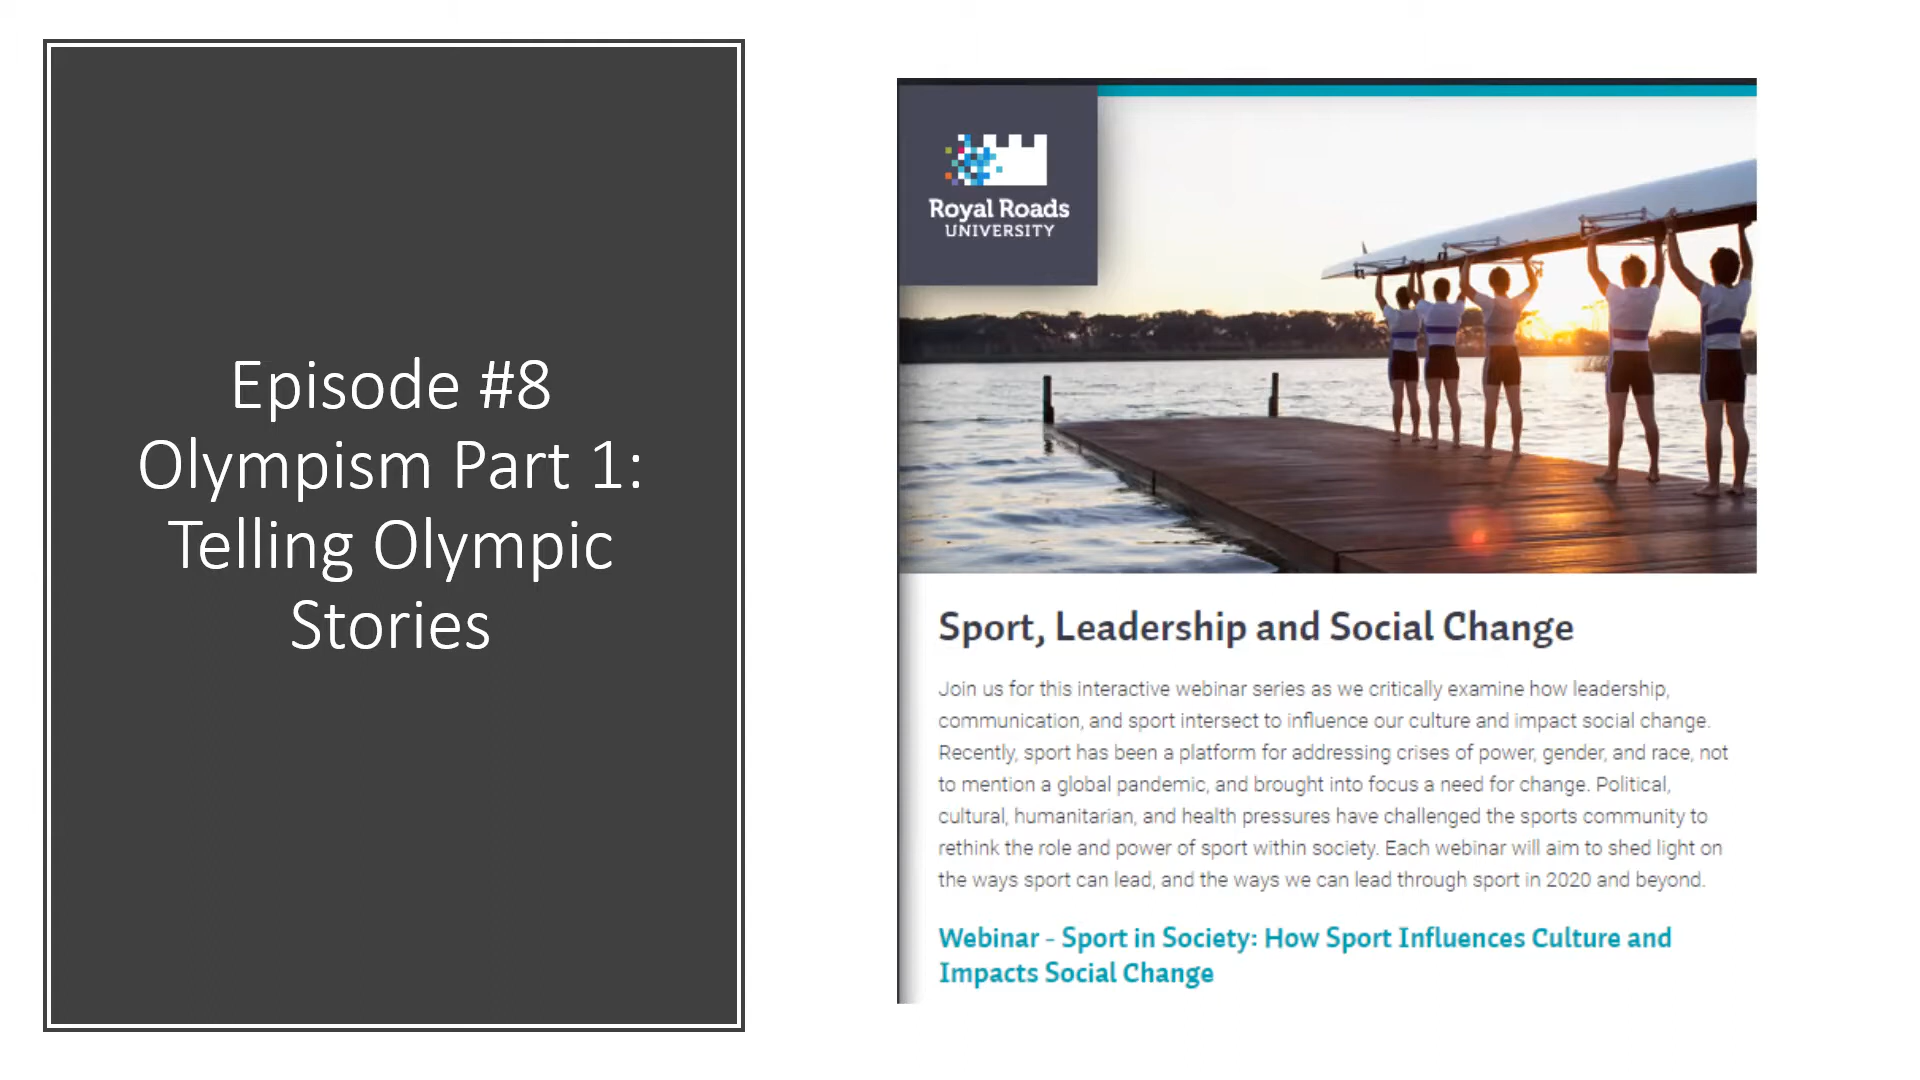 Episode #8
Olympism Part 1:
Telling Olympic
Stories
Royal Roads
UNIVERSITY
Sport, Leadership and Social Change
Join us for this interactive webinar series as we critically examine how leadership,
communication, and sport intersect to influence our culture and impact social change.
Recently, sport has been a platform for addressing crises of power, gender, and race, not
to mention a global pandemic, and brought into focus a need for change. Political,
cultural, humanitarian, and health pressures have challenged the sports community to
rethink the role and power of sport within society. Each webinar will aim to shed light on
the ways sport can lead, and the ways we can lead through sport in 2020 and beyond.
Webinar - Sport in Society: How Sport Influences Culture and
Impacts Social Change